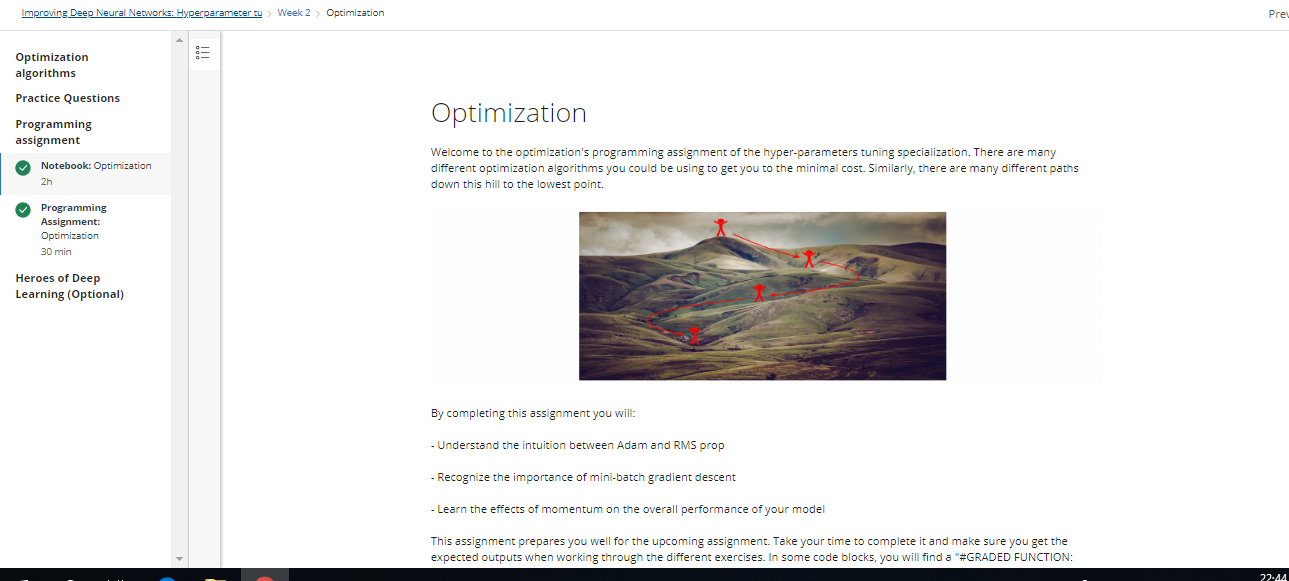 Improving Deep Neural Networks: Hyperparameter tu > Week 2 > Optimization
Optimization
algorithms
Practice Questions
Programming
assignment
Notebook: Optimization
2h
Programming
Assignment:
Optimization
30 min
Heroes of Deep
Learning (Optional)
Optimization
Welcome to the optimization's programming assignment of the hyper-parameters tuning specialization. There are many
different optimization algorithms you could be using to get you to the minimal cost. Similarly, there are many different paths
down this hill to the lowest point.
By completing this assignment you will:
- Understand the intuition between Adam and RMS prop
- Recognize the importance of mini-batch gradient descent
- Learn the effects of momentum on the overall performance of your model
This assignment prepares you well for the upcoming assignment. Take your time to complete it and make sure you get the
expected outputs when working through the different exercises. In some code blocks, you will find a "#GRADED FUNCTION:
22:44